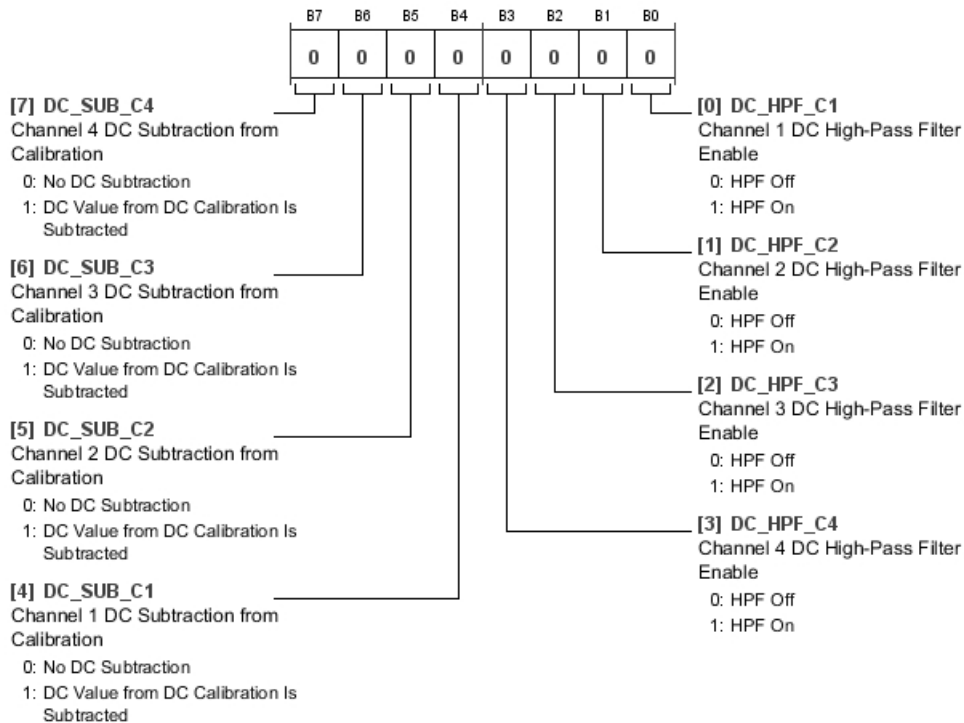 B7 B6 B5 B4 B3 B2 B1 B0
0 0 0 0 0 0 0 0
[7] DC_SUB_C4
Channel 4 DC Subtraction from
Calibration
0: No DC Subtraction
1: DC Value from DC Calibration Is
Subtracted
[6] DC_SUB_C3
Channel 3 DC Subtraction from
Calibration
0: No DC Subtraction
1: DC Value from DC Calibration Is
Subtracted
[5] DC_SUB_C2
Channel 2 DC Subtraction from
Calibration
0: No DC Subtraction
1: DC Value from DC Calibration Is
Subtracted
[4] DC_SUB_C1
Channel 1 DC Subtraction from
Calibration
0: No DC Subtraction
1: DC Value from DC Calibration Is
Subtracted
[0] DC_HPF_C1
Channel 1 DC High-Pass Filter
Enable
0: HPF Off
1: HPF On
[1] DC_HPF_C2
Channel 2 DC High-Pass Filter
Enable
0: HPF Off
1: HPF On
[2] DC_HPF_C3
Channel 3 DC High-Pass Filter
Enable
0: HPF Off
1: HPF On
[3] DC_HPF_C4
Channel 4 DC High-Pass Filter
Enable
0: HPF Off
1: HPF On